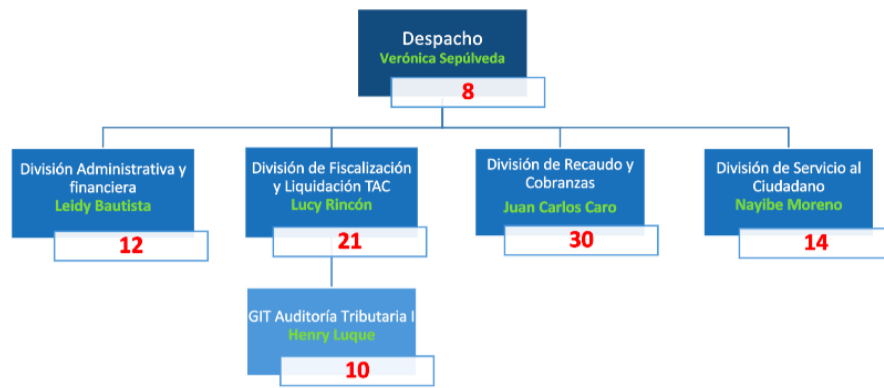 Despacho
Verónica Sepúlveda
8
División Administrativa y
financiera
Leidy Bautista
12
División de Fiscalización
y Liquidación TAC
Lucy Rincón
21
División de Recaudo y
Cobranzas
Juan Carlos Caro
30
División de Servicio al
Ciudadano
Nayibe Moreno
14
GIT Auditoría Tributaria I
Henry Luque
10